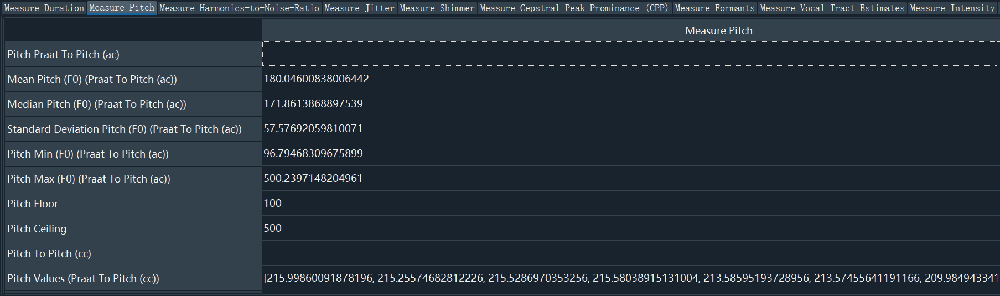 Measure Duration Measure Pitch Measure Harmonics-to-Noise-Ratio Measure Jitter Measure Shimmer Measure Cepstral Peak Prominance (CPP) Measure Formants Measure Vocal Tract Estimates Measure Intensity
Measure Pitch
Pitch Praat To Pitch (ac)
Mean Pitch (F0) (Praat To Pitch (ac)) 180.04600838006442
Median Pitch (F0) (Praat To Pitch (ac)) 171.8613868897539
Standard Deviation Pitch (F0) (Praat To Pitch (ac)) 57.57692059810071
Pitch Min (F0) (Praat To Pitch (ac)) 96.79468309675899
Pitch Max (F0) (Praat To Pitch (ac)) 500.2397148204961
Pitch Floor 100
Pitch Ceiling 500
Pitch To Pitch (cc)
Pitch Values (Praat To Pitch (cc)) [215.99860091878196, 215.25574682812226, 215.5286970353256, 215.58038915131004, 213.58595193728956, 213.57455641191166, 209.984943341